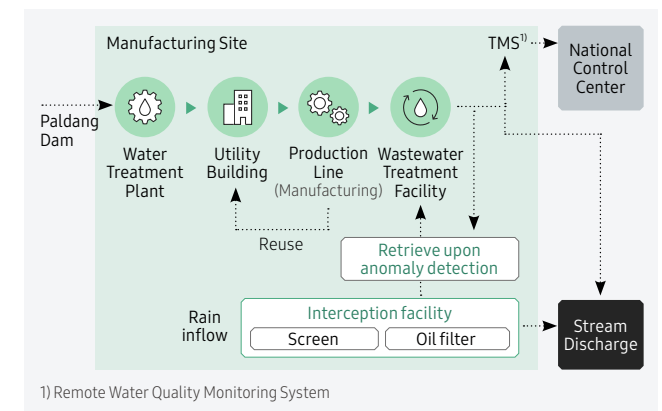 Manufacturing Site
TMS1)
National
Control
Center
Paldang
Dam
Water
Treatment
Plant
Utility
Building
Production
Line
(Manufacturing)
Wastewater
Treatment
Facility
Reuse
Retrieve upon
anomaly detection
Rain
inflow
Interception facility
Screen
Oil filter
Stream
Discharge
1) Remote Water Quality Monitoring System